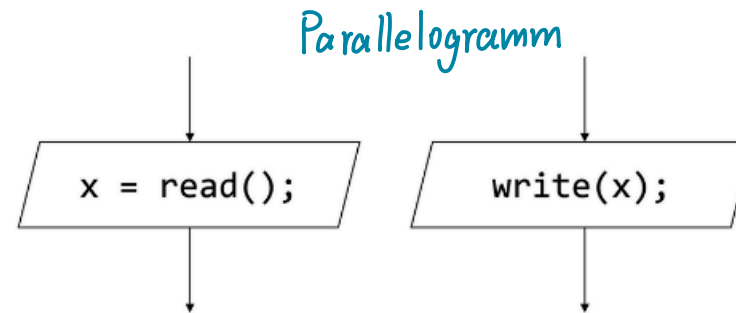 Parallelogramm
x = read();
write(x);